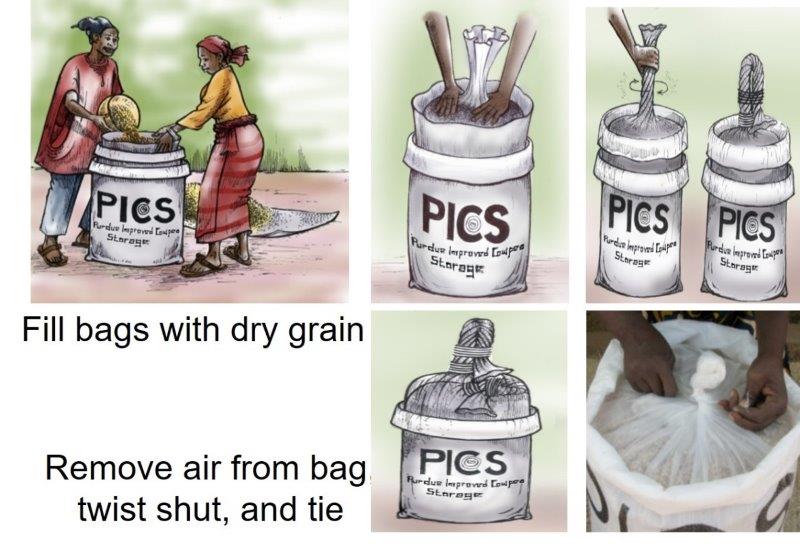 PICS
Purdue Improved Cowpea
Storage
PICS
Purdue Improved Cowpea
Storage
PICS
Purdue Improved Cowpea
Storage
PICS
Purdue Improved Cowpea
Storage
Fill bags with dry grain
PICS
Purdue Improved Cowpea
Storage
Remove air from bag,
twist shut, and tie